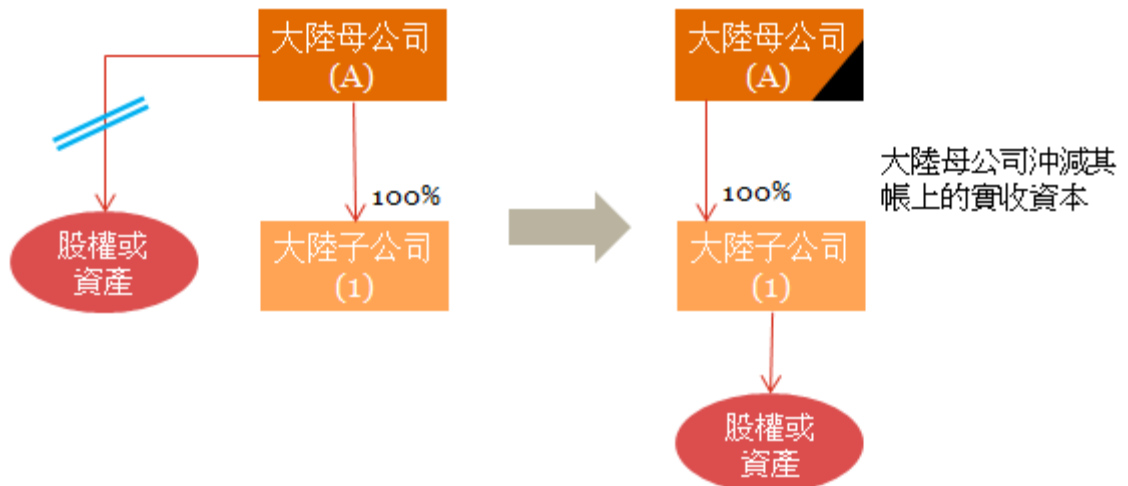 大陸母公司
(A)
100%
股權或
資產
大陸子公司
(1)
大陸母公司
(A)
100%
大陸子公司
(1)
股權或
資產
大陸母公司沖減其
帳上的實收資本